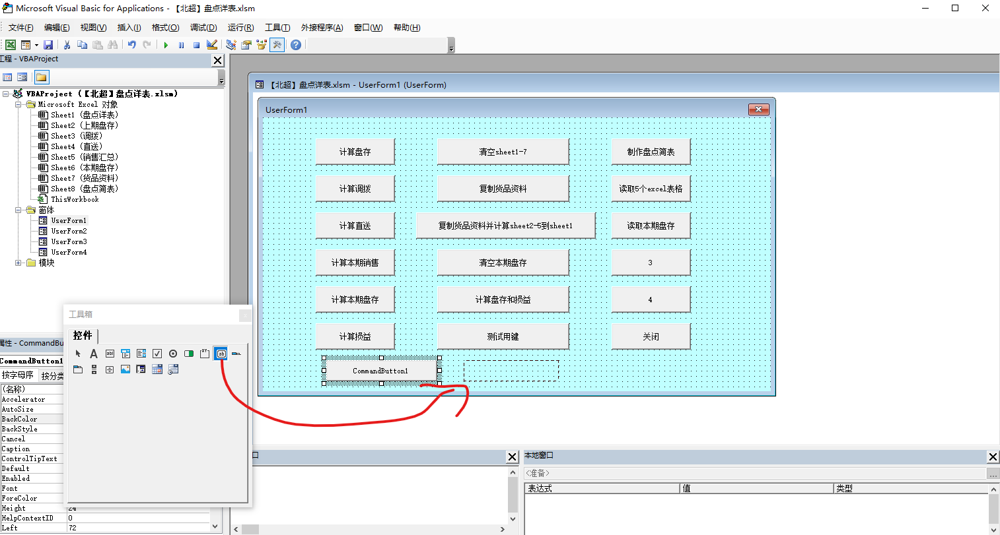 Microsoft Visual Basic for Applications - 【北超】盘点详表.xlsm
文件(F) 编辑(E) 视图(V) 插入(I) 格式(O) 调试(D) 运行(R) 工具(T) 外接程序(A) 窗口(W) 帮助(H)
工程 - VBAProject
VBAProject (【北超】盘点详表.xlsm)
Microsoft Excel 对象
Sheet1 (盘点详表)
Sheet2 (上期盘存)
Sheet3 (调拨)
Sheet4 (直送)
Sheet5 (销售汇总)
Sheet6 (本期盘存)
Sheet7 (货品资料)
Sheet8 (盘点简表)
ThisWorkbook
窗体
UserForm1
UserForm2
UserForm3
UserForm4
模块
【北超】盘点详表.xlsm - UserForm1 (UserForm)
UserForm1
计算盘存 清空sheet1-7 制作盘点简表
计算调拨 复制货品资料 读取5个excel表格
计算直送 复制货品资料并计算sheet2-5到sheet1 读取本期盘存
计算本期销售 清空本期盘存 3
计算本期盘存 计算盘存和损益 4
计算损益 测试用键 关闭
CommandButton1
工具箱
控件
属性 - CommandBu
CommandButton1
按字母序 按分类
(名称)
Accelerator
AutoSize
BackColor
BackStyle
Cancel
Caption
ControlTipText
Default
Enabled
Font
ForeColor
Height 24
HelpContextID 0
Left 72
口
本地窗口
<准备>
表达式 值 类型